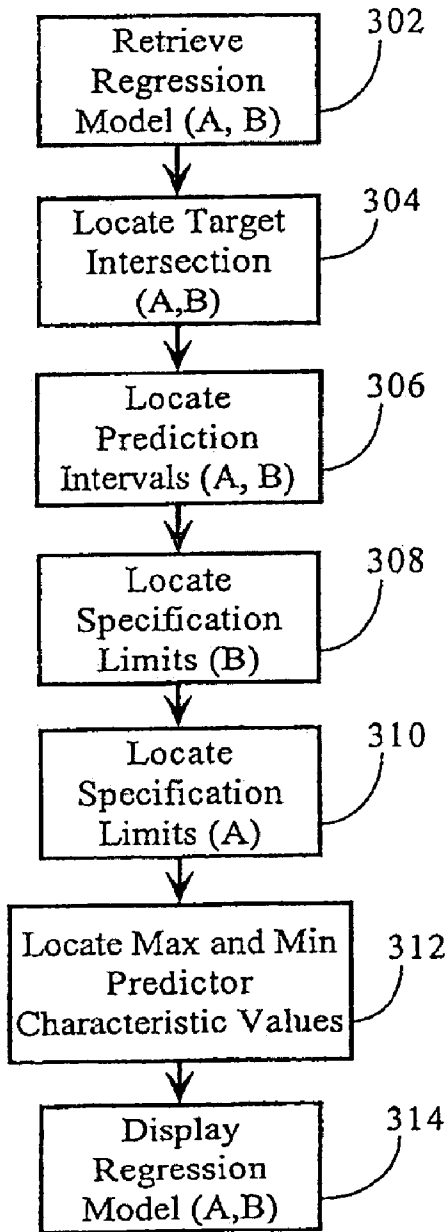 302
Retrieve
Regression
Model (A, B)
304
Locate Target
Intersection
(A,B)
306
Locate
Prediction
Intervals (A, B)
308
Locate
Specification
Limits (B)
310
Locate
Specification
Limits (A)
312
Locate Max and Min
Predictor
Characteristic Values
314
Display
Regression
Model (A,B)